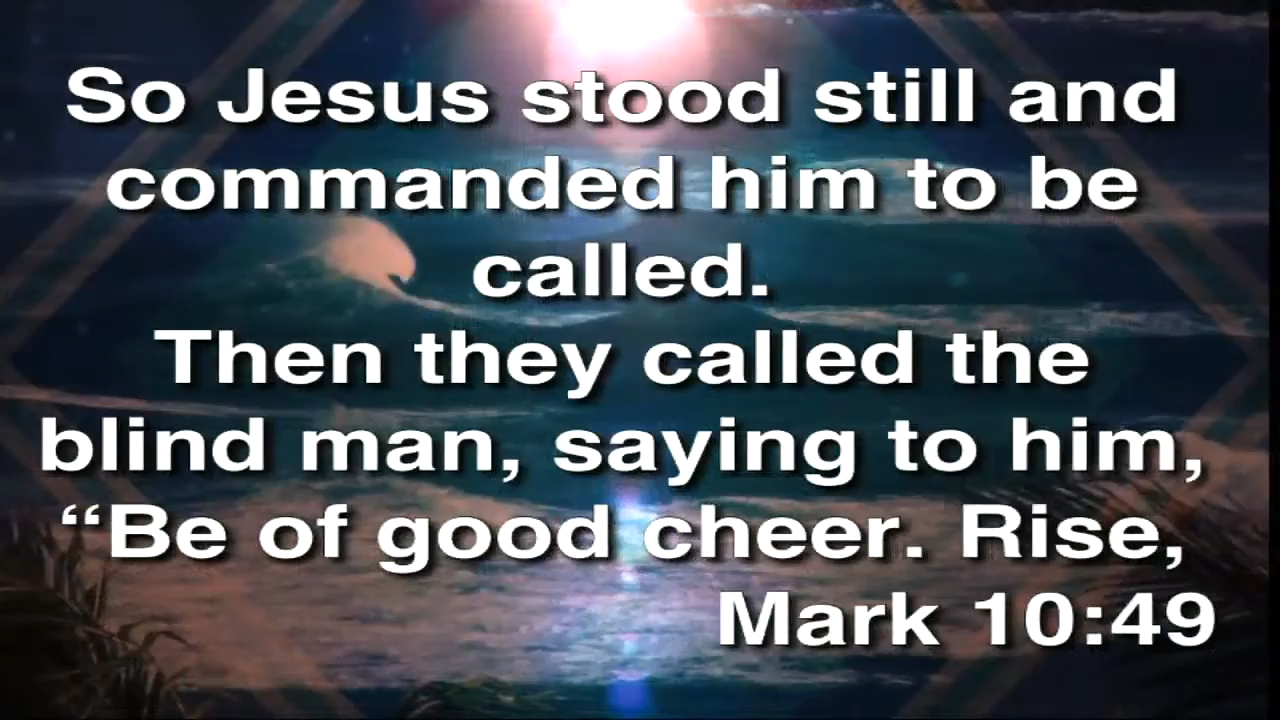 So Jesus stood still and
commanded him to be
called.
Then they called the
blind man, saying to him,
“Be of good cheer. Rise,
Mark 10:49